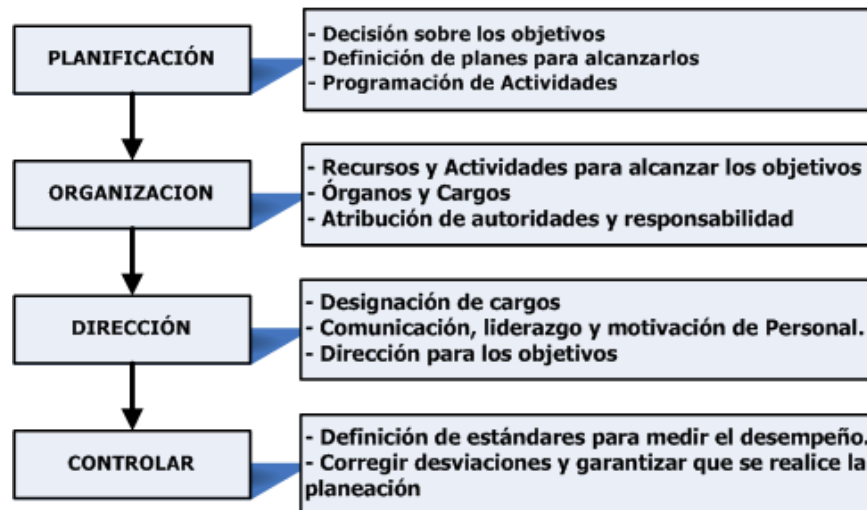 PLANIFICACIÓN
- Decisión sobre los objetivos
- Definición de planes para alcanzarlos
- Programación de Actividades
ORGANIZACION
- Recursos y Actividades para alcanzar los objetivos
- Órganos y Cargos
- Atribución de autoridades y responsabilidad
DIRECCIÓN
- Designación de cargos
- Comunicación, liderazgo y motivación de Personal.
- Dirección para los objetivos
CONTROLAR
- Definición de estándares para medir el desempeño.
- Corregir desviaciones y garantizar que se realice la
planeación